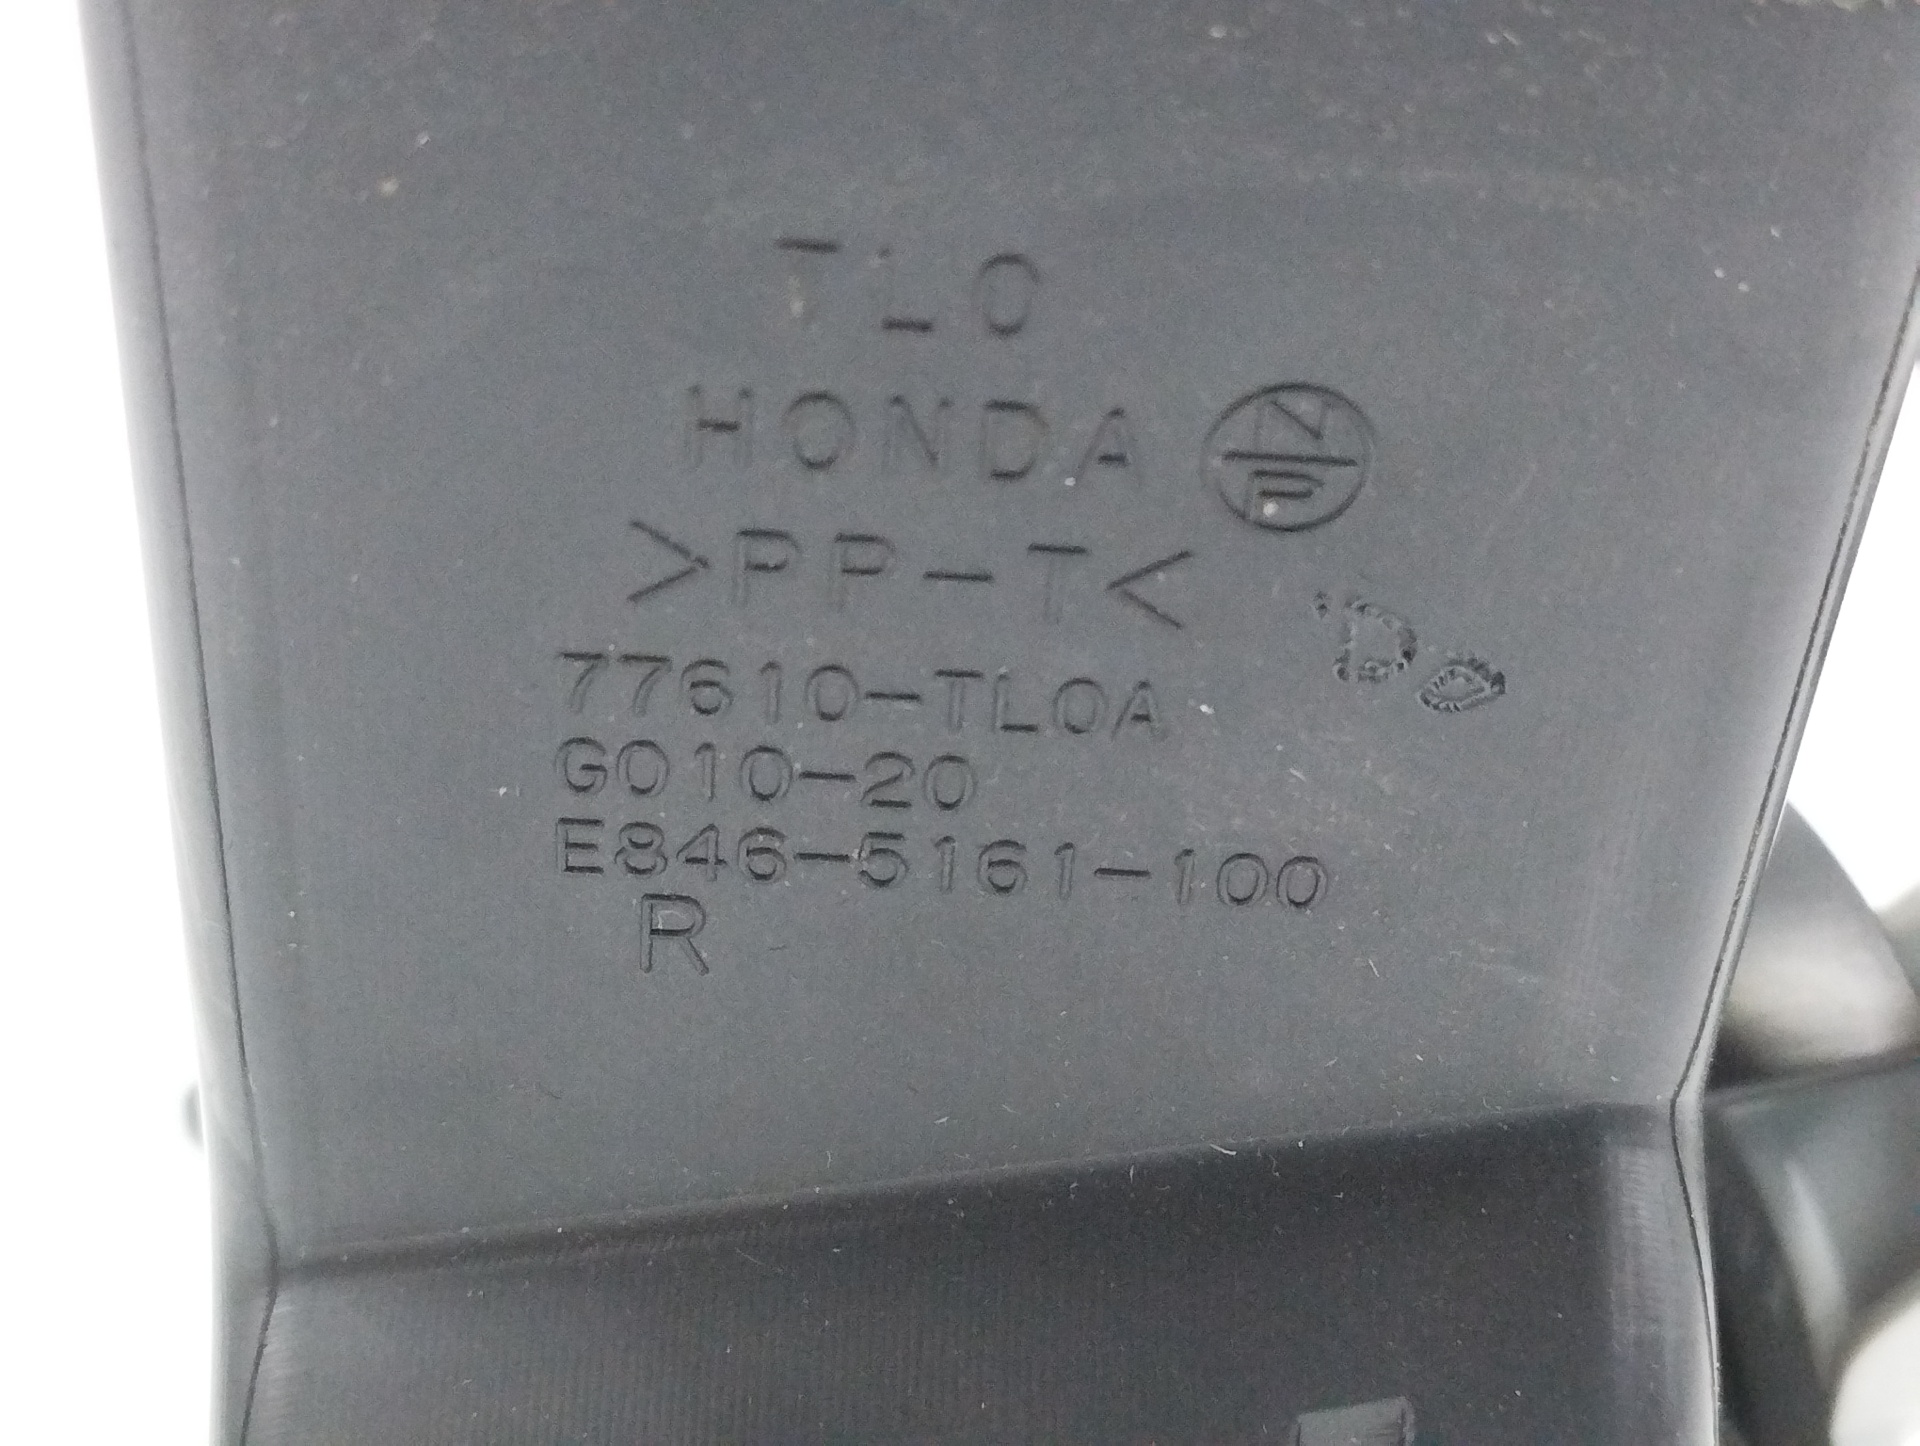 TL0
HONDA N P
>PP-T<
77610-TL0A
G010-20
E846-5161-100
R